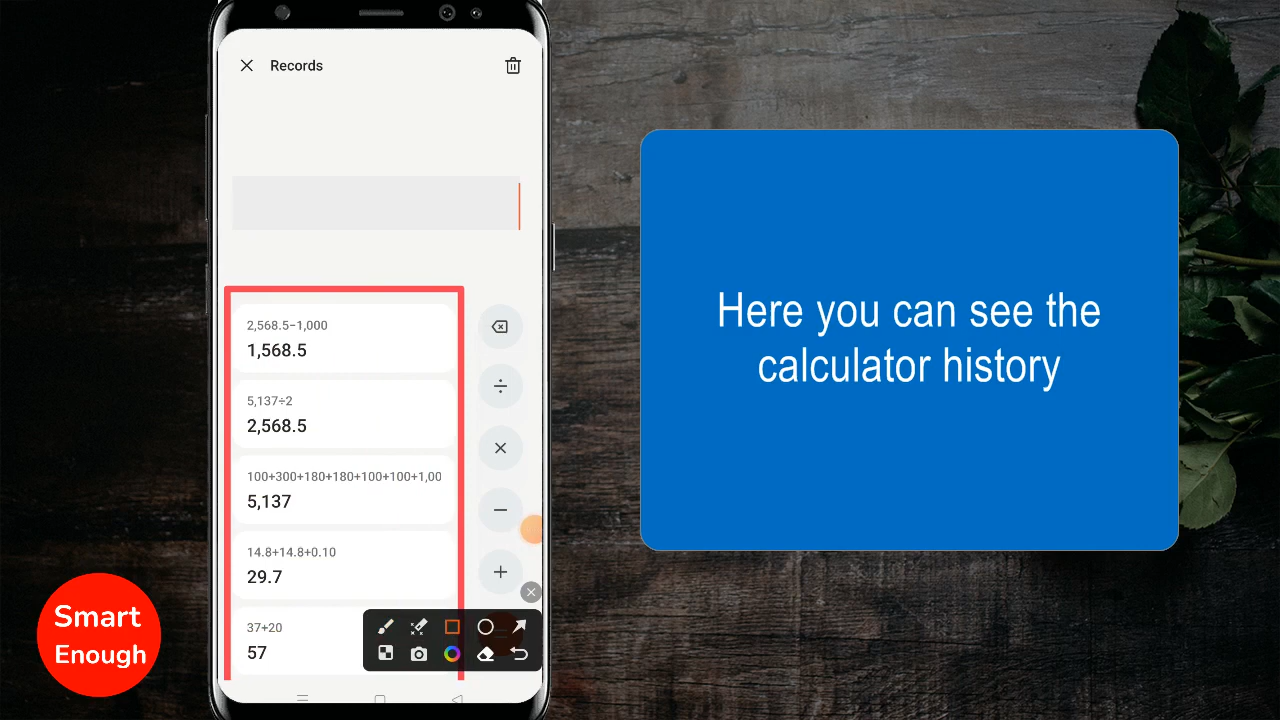 Records
2,568.5−1,000
1,568.5
5,137÷2
2,568.5
100+300+180+180+100+100+1,00
5,137
14.8+14.8+0.10
29.7
37+20
57
Here you can see the
calculator history
Smart
Enough